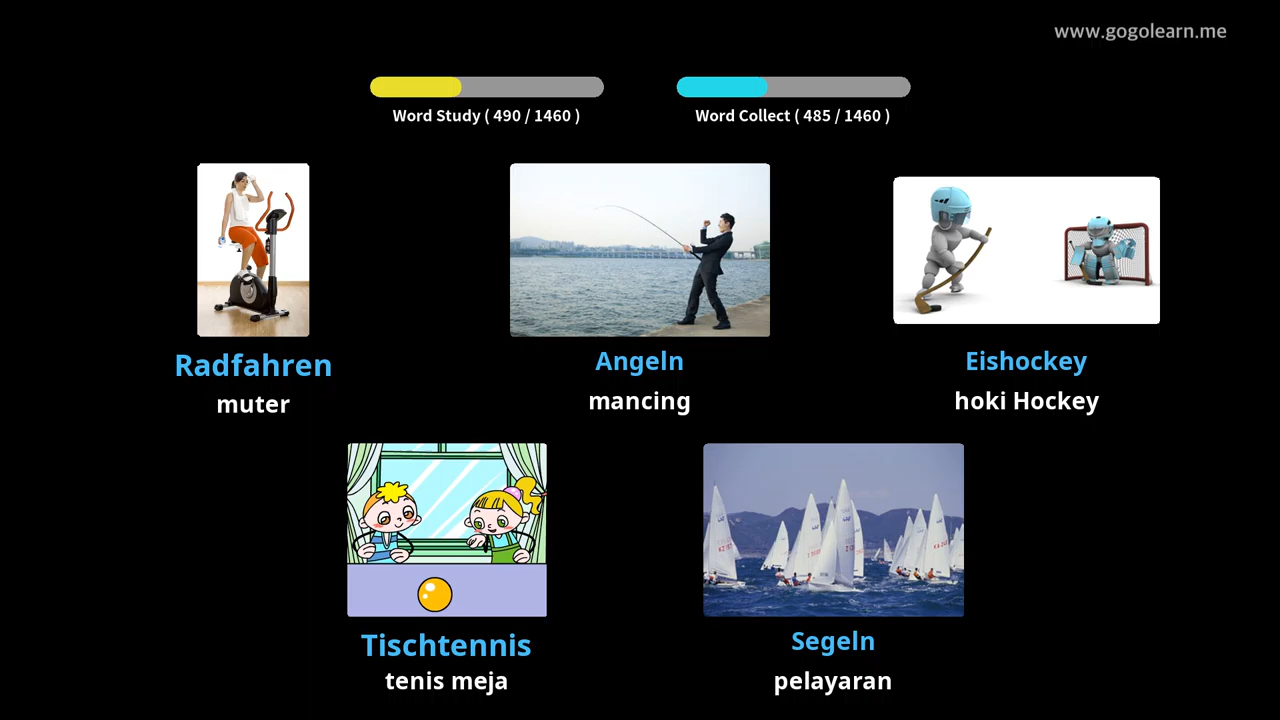 www.gogolearn.me
Word Study ( 490 / 1460 )
Word Collect ( 485 / 1460 )
Radfahren
muter
Angeln
mancing
Eishockey
hoki Hockey
Tischtennis
tenis meja
Segeln
pelayaran